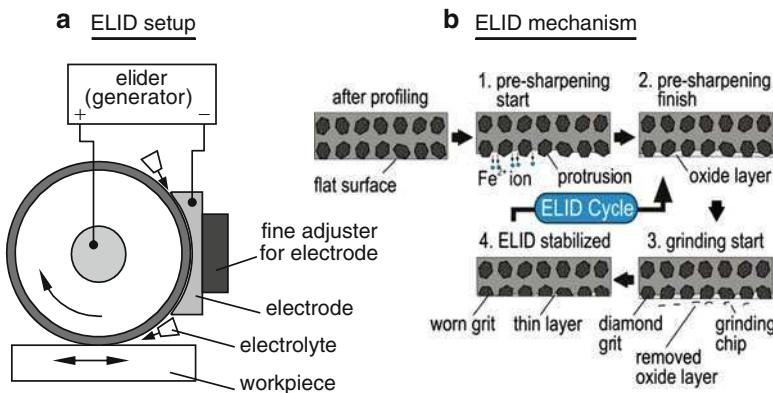 a ELID setup
elider
(generator)
+ −
fine adjuster
for electrode
electrode
electrolyte
workpiece
b ELID mechanism
after profiling
flat surface
1. pre-sharpening
start
Fe2+ ion
protrusion
2. pre-sharpening
finish
oxide layer
ELID Cycle
4. ELID stabilized
worn grit
thin layer
3. grinding start
diamond
grit
removed
oxide layer
grinding
chip